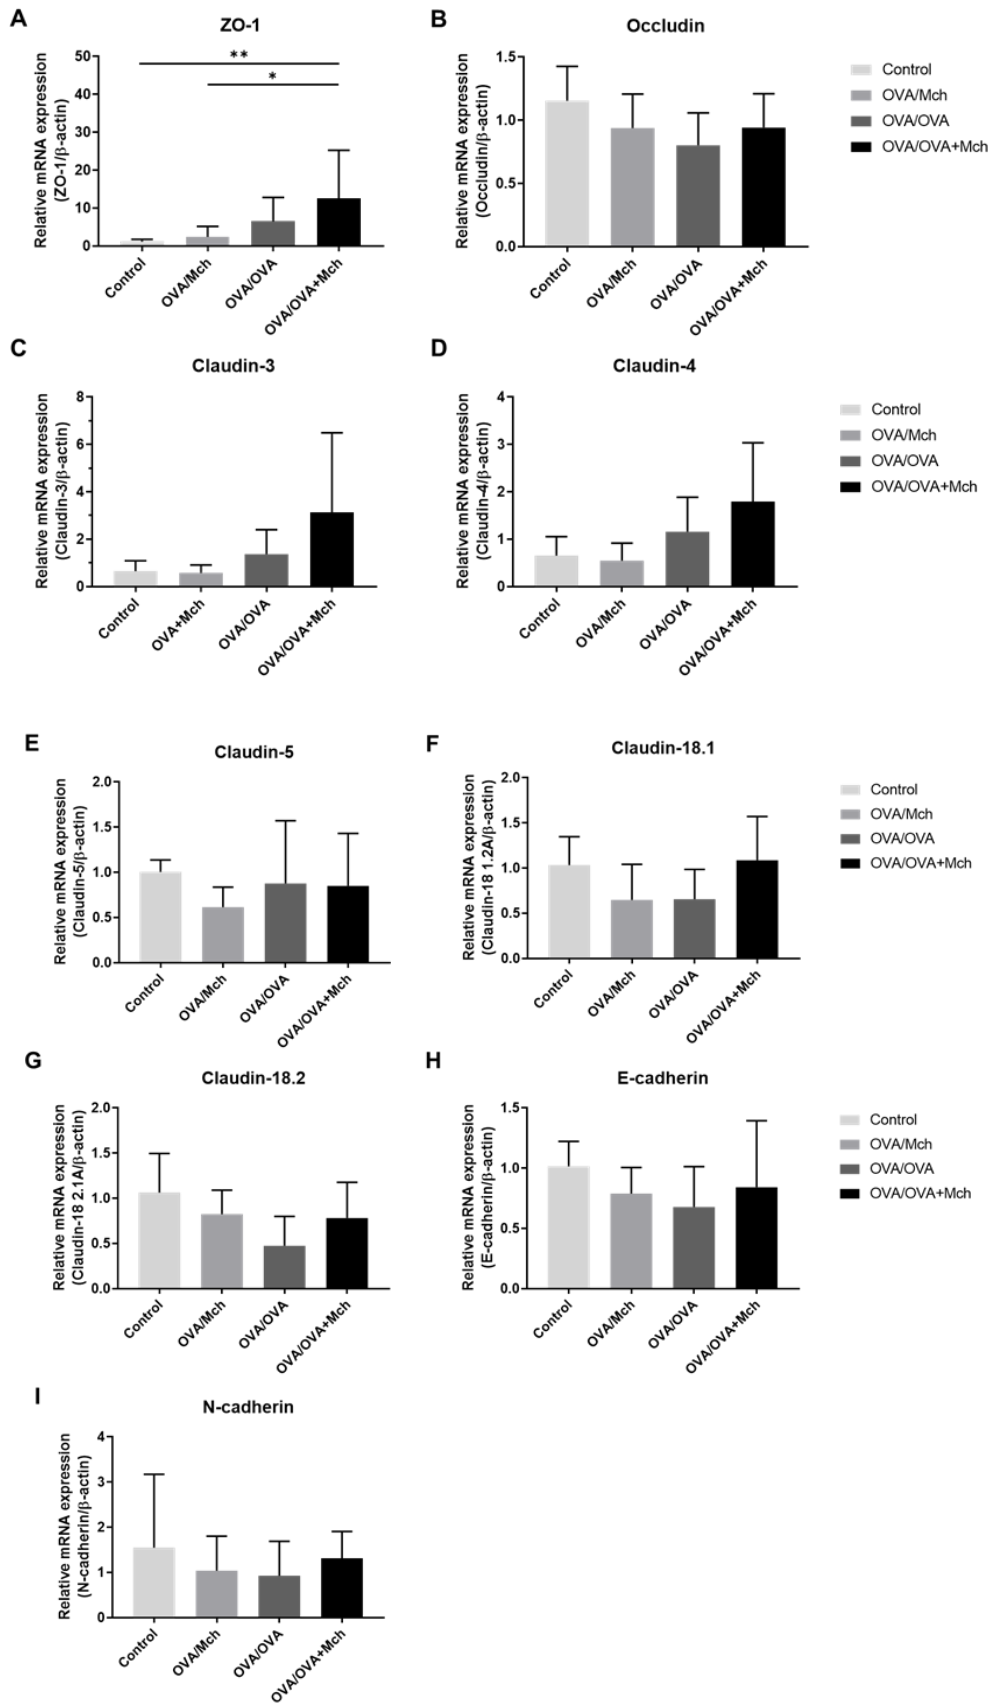 A
ZO-1
Relative mRNA expression
(ZO-1/β-actin)
50
40
30
20
10
0
**
*
Control
OVA/Mch
OVA/OVA
OVA/OVA+Mch
B
Occludin
Relative mRNA expression
(Occludin/β-actin)
1.5
1.0
0.5
0.0
Control
OVA/Mch
OVA/OVA
OVA/OVA+Mch
Control
OVA/Mch
OVA/OVA
OVA/OVA+Mch
C
Claudin-3
Relative mRNA expression
(Claudin-3/β-actin)
8
6
4
2
0
Control
OVA+Mch
OVA/OVA
OVA/OVA+Mch
D
Claudin-4
Relative mRNA expression
(Claudin-4/β-actin)
4
3
2
1
0
Control
OVA/Mch
OVA/OVA
OVA/OVA+Mch
Control
OVA/Mch
OVA/OVA
OVA/OVA+Mch
E
Claudin-5
Relative mRNA expression
(Claudin-5/β-actin)
2.0
1.5
1.0
0.5
0.0
Control
OVA/Mch
OVA/OVA
OVA/OVA+Mch
F
Claudin-18.1
Relative mRNA expression
(Claudin-18 1.2A/β-actin)
2.0
1.5
1.0
0.5
0.0
Control
OVA/Mch
OVA/OVA
OVA/OVA+Mch
Control
OVA/Mch
OVA/OVA
OVA/OVA+Mch
G
Claudin-18.2
Relative mRNA expression
(Claudin-18 2.1A/β-actin)
2.0
1.5
1.0
0.5
0.0
Control
OVA/Mch
OVA/OVA
OVA/OVA+Mch
H
E-cadherin
Relative mRNA expression
(E-cadherin/β-actin)
1.5
1.0
0.5
0.0
Control
OVA/Mch
OVA/OVA
OVA/OVA+Mch
Control
OVA/Mch
OVA/OVA
OVA/OVA+Mch
I
N-cadherin
Relative mRNA expression
(N-cadherin/β-actin)
4
3
2
1
0
Control
OVA/Mch
OVA/OVA
OVA/OVA+Mch